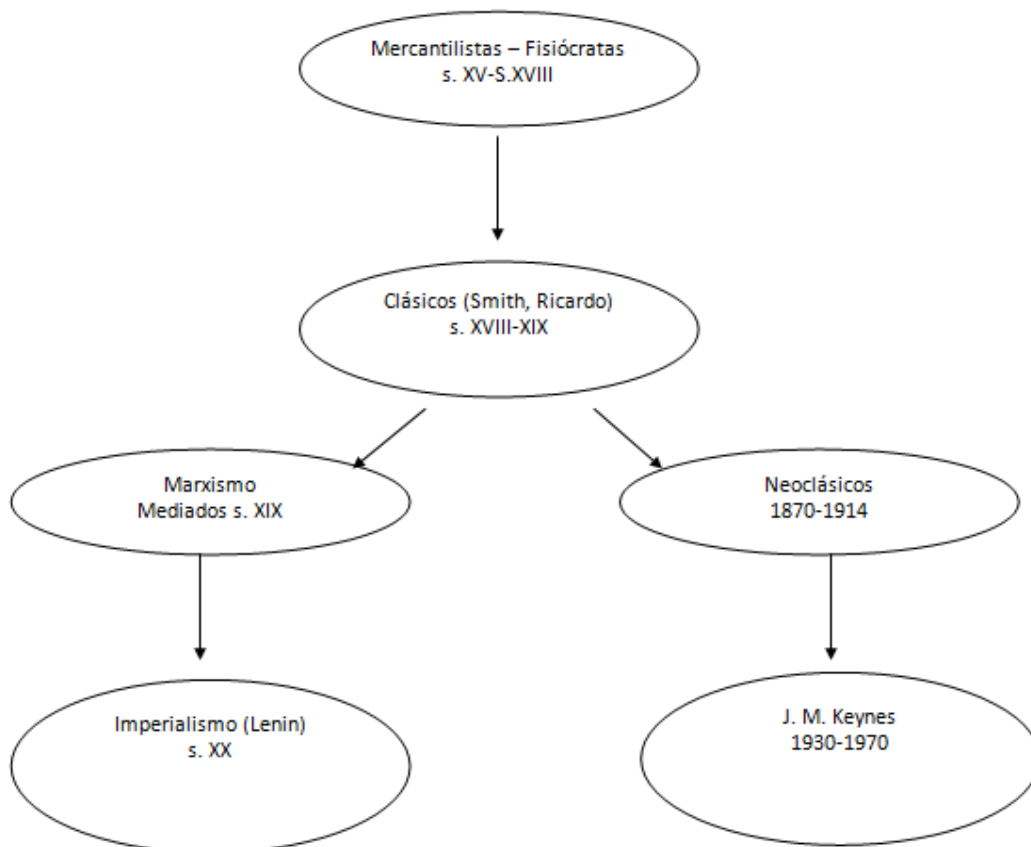 Mercantilistas – Fisiócratas
s. XV-S.XVIII
Clásicos (Smith, Ricardo)
s. XVIII-XIX
Marxismo
Mediados s. XIX
Neoclásicos
1870-1914
Imperialismo (Lenin)
s. XX
J. M. Keynes
1930-1970